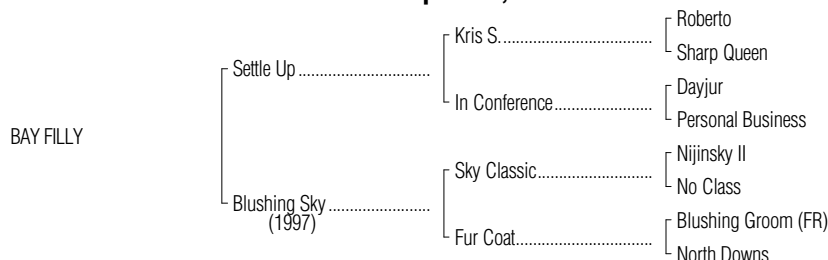 Roberto
Kris S.
Sharp Queen
Settle Up
Dayjur
In Conference
Personal Business
BAY FILLY
Nijinsky II
Sky Classic
No Class
Blushing Sky
(1997)
Blushing Groom (FR)
Fur Coat
North Downs